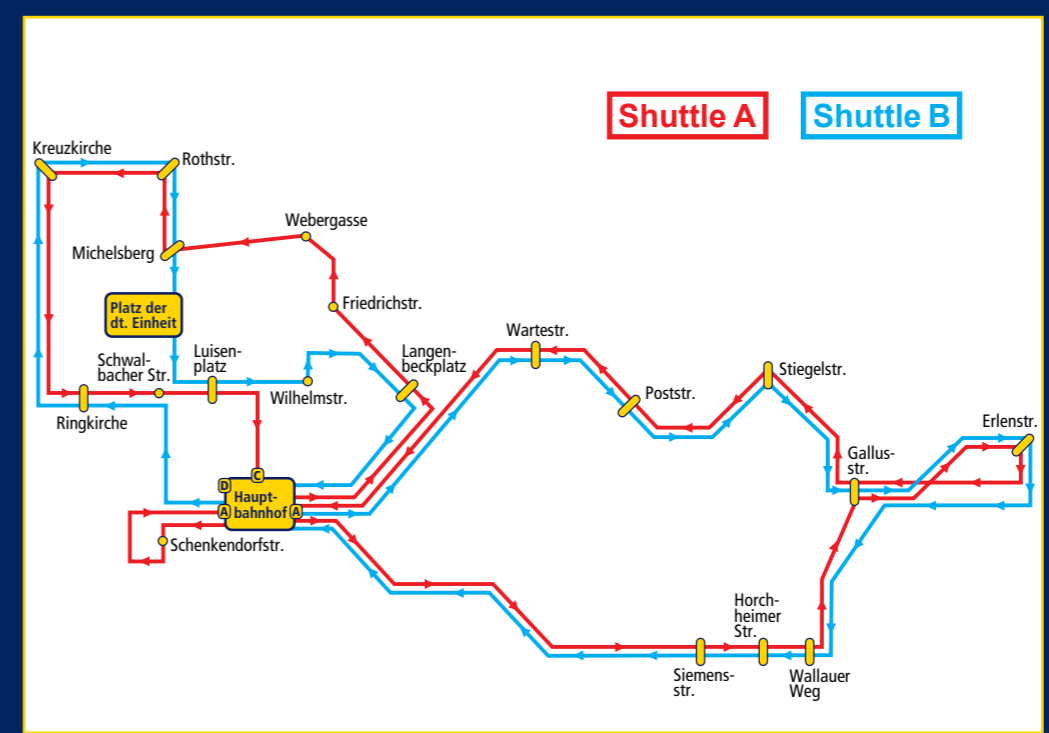 Shuttle A
Shuttle B
Kreuzkirche
Rothstr.
Webergasse
Michelsberg
Platz der
dt. Einheit
Friedrichstr.
Schwal-
bacher Str.
Luisen-
platz
Langen-
beckplatz
Wartestr.
Stiegelstr.
Wilhelmstr.
Poststr.
Ringkirche
Erlenstr.
Gallus-
str.
C
D
Haupt-
bahnhof
A
A
Schenkendorfstr.
Horch-
heimer
Str.
Siemens-
str.
Wallauer
Weg